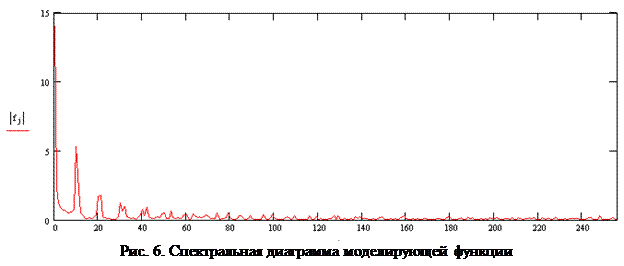 15
10
5
0
|r_j|
0 20 40 60 80 100 120 140 160 180 200 220 240
Рис. 6. Спектральная диаграмма моделирующей функции